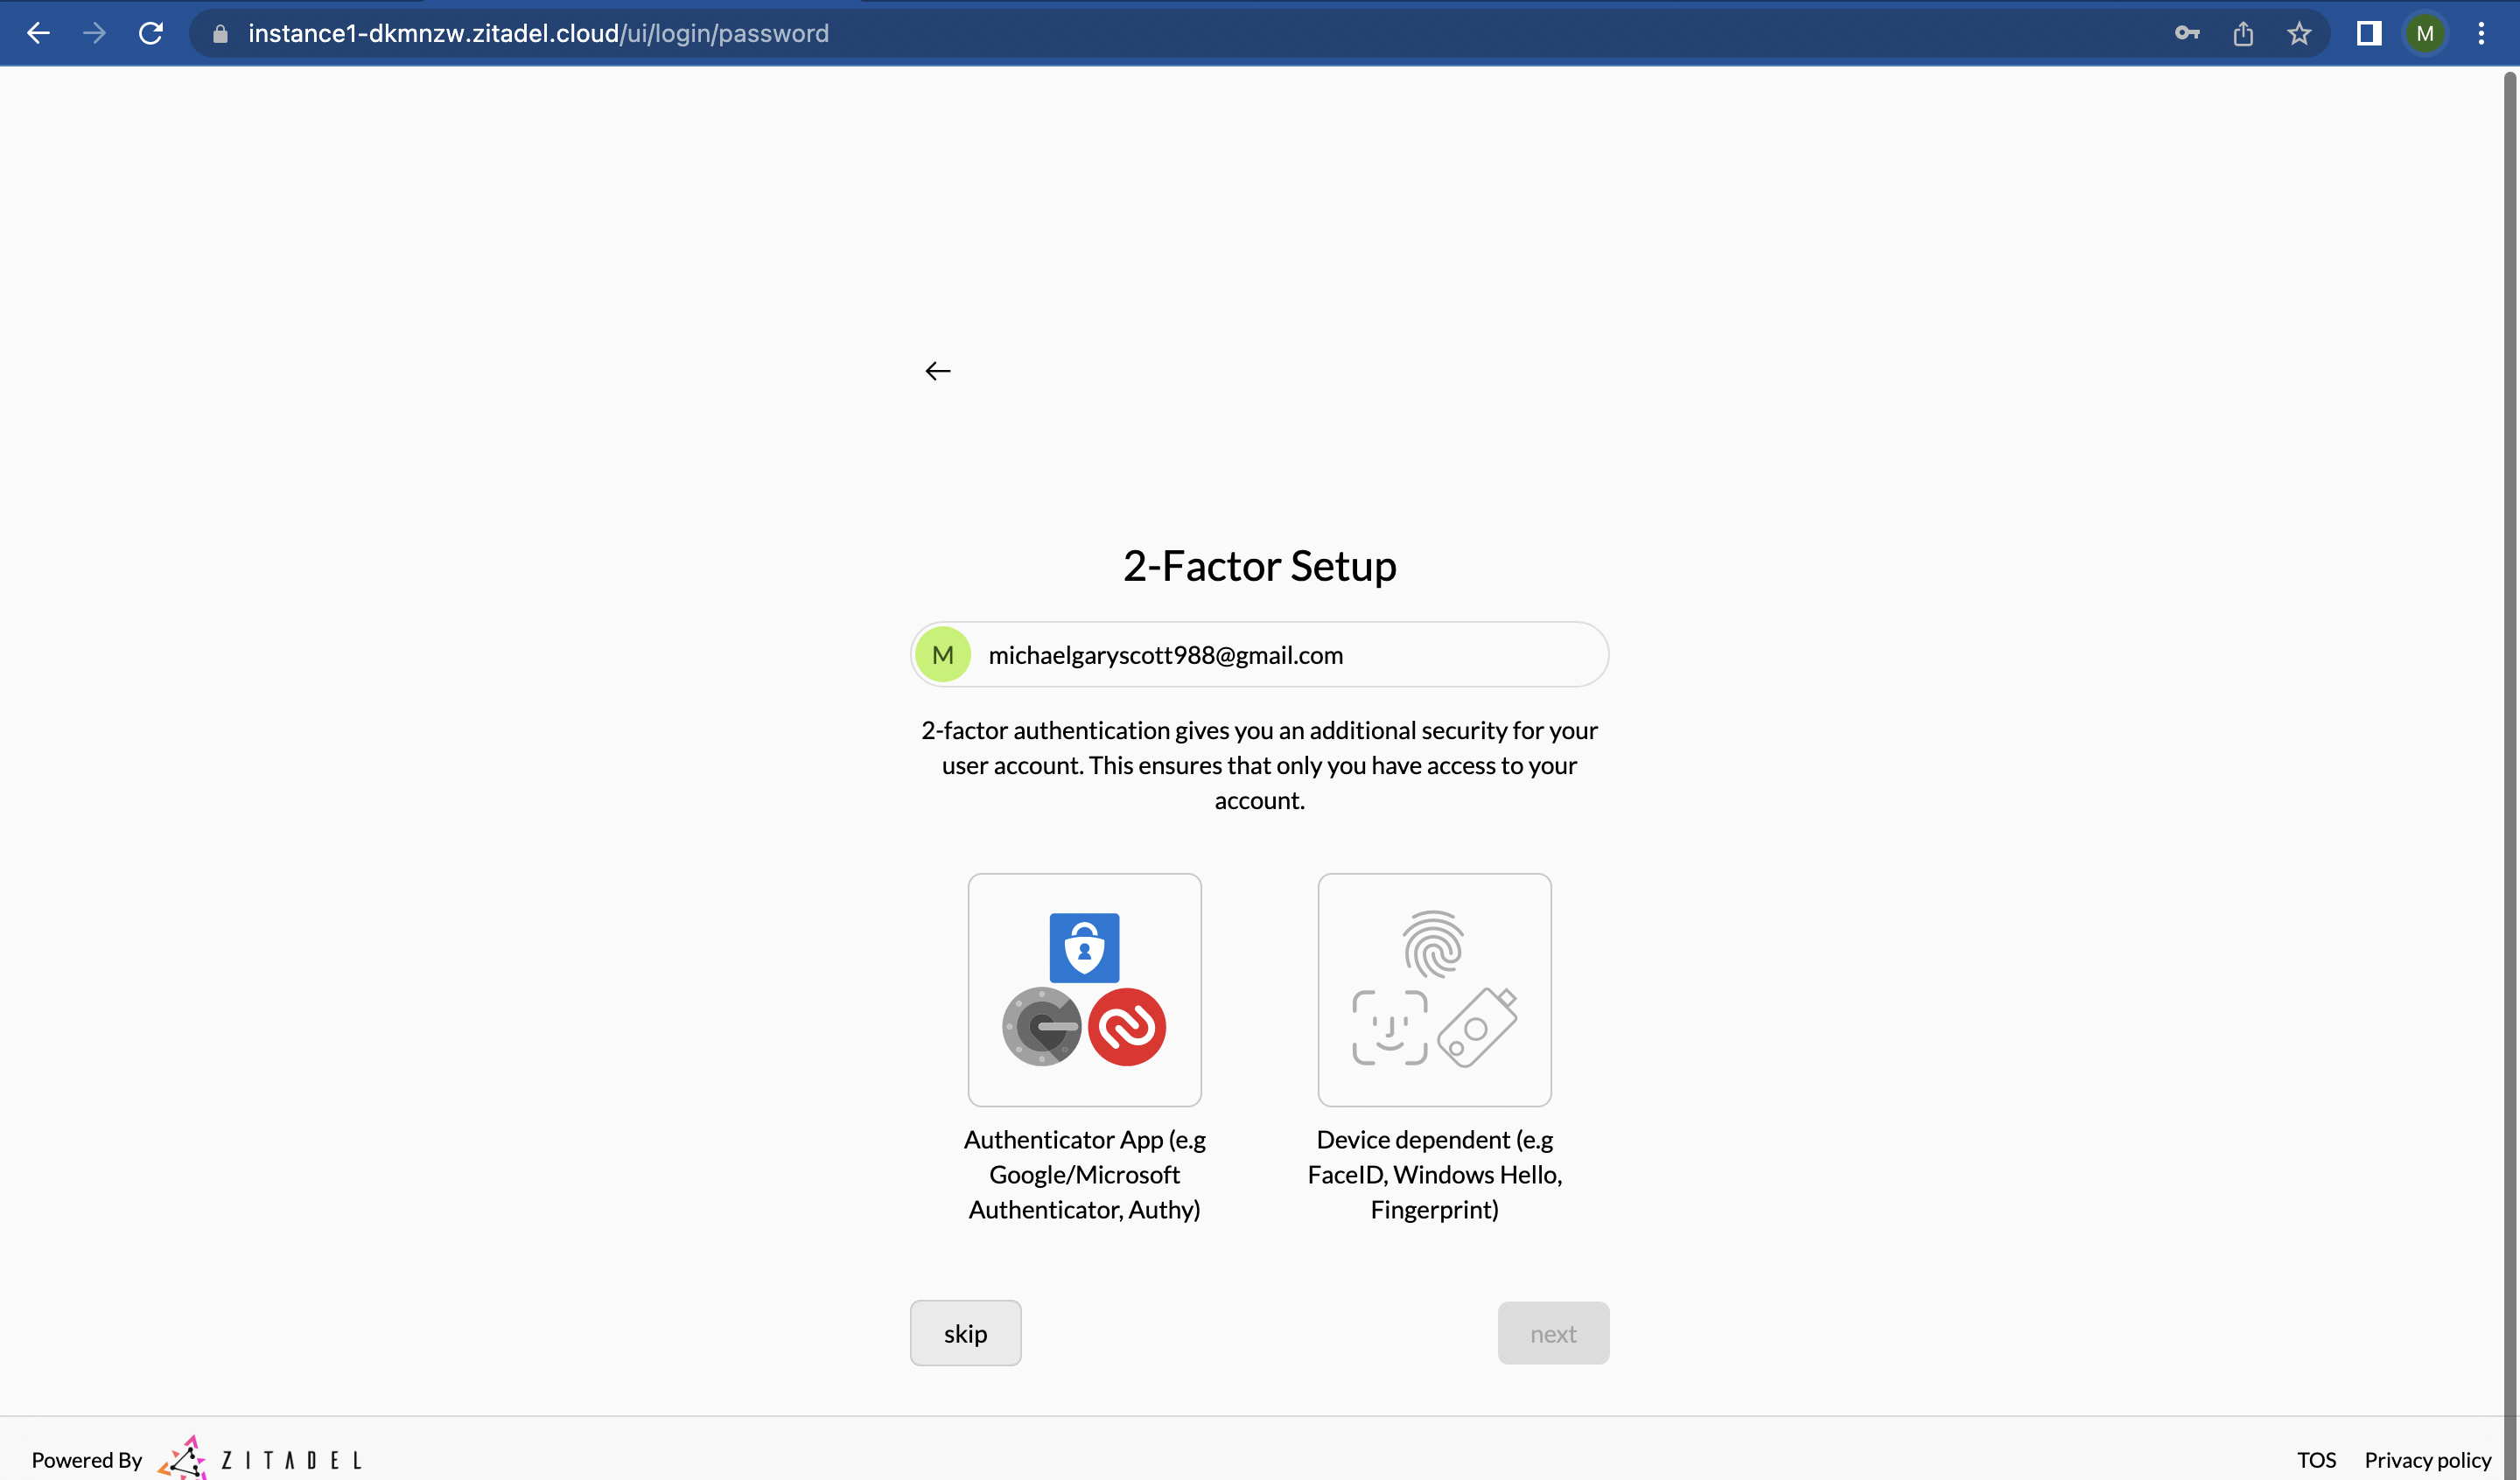 instance1-dkmnzw.zitadel.cloud/ui/login/password
M
2-Factor Setup
M michaelgaryscott988@gmail.com
2-factor authentication gives you an additional security for your
user account. This ensures that only you have access to your
account.
Authenticator App (e.g
Google/Microsoft
Authenticator, Authy)
Device dependent (e.g
FaceID, Windows Hello,
Fingerprint)
skip
next
Powered By ZITADEL
TOS Privacy policy